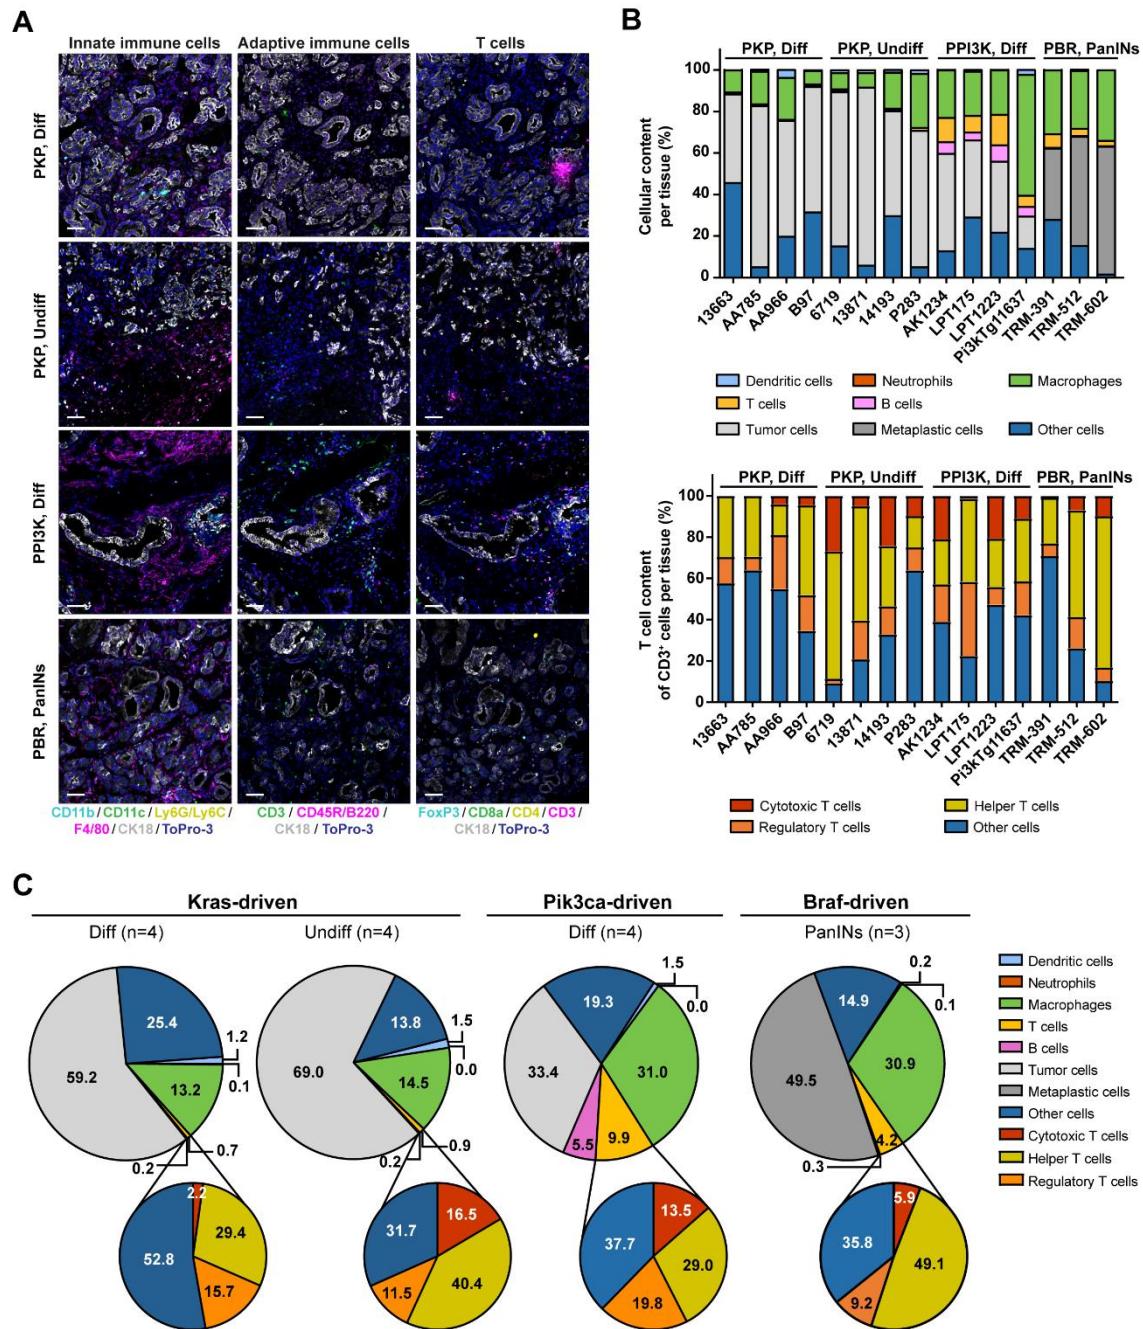 A
Innate immune cells
Adaptive immune cells
T cells
PKP, Diff
PKP, Undiff
PPI3K, Diff
PBR, PanINs
CD11b / CD11c / Ly6G/Ly6C /
F4/80 / CK18 / ToPro-3
CD3 / CD45R/B220 /
CK18 / ToPro-3
FoxP3 / CD8a / CD4 / CD3 /
CK18 / ToPro-3
B
PKP, Diff
PKP, Undiff
PPI3K, Diff
PBR, PanINs
Cellular content
per tissue (%)
100
80
60
40
20
0
13663
AA785
AA966
B97
6719
13871
14193
P283
AK1234
LPT175
LPT1223
Pi3kTg11637
TRM-391
TRM-512
TRM-602
Dendritic cells
Neutrophils
Macrophages
T cells
B cells
Tumor cells
Metaplastic cells
Other cells
PKP, Diff
PKP, Undiff
PPI3K, Diff
PBR, PanINs
T cell content
of CD3⁺ cells per tissue (%)
100
80
60
40
20
0
13663
AA785
AA966
B97
6719
13871
14193
P283
AK1234
LPT175
LPT1223
Pi3kTg11637
TRM-391
TRM-512
TRM-602
Cytotoxic T cells
Helper T cells
Regulatory T cells
Other cells
C
Kras-driven
Pik3ca-driven
Braf-driven
Diff (n=4)
Undiff (n=4)
Diff (n=4)
PanINs (n=3)
25.4
1.2
0.1
13.2
0.7
0.2
59.2
2.2
29.4
15.7
52.8
13.8
1.5
0.0
14.5
0.9
0.2
69.0
16.5
40.4
11.5
31.7
19.3
1.5
0.0
31.0
9.9
5.5
33.4
13.5
29.0
19.8
37.7
14.9
0.2
0.1
30.9
4.2
0.3
49.5
5.9
49.1
9.2
35.8
Dendritic cells
Neutrophils
Macrophages
T cells
B cells
Tumor cells
Metaplastic cells
Other cells
Cytotoxic T cells
Helper T cells
Regulatory T cells